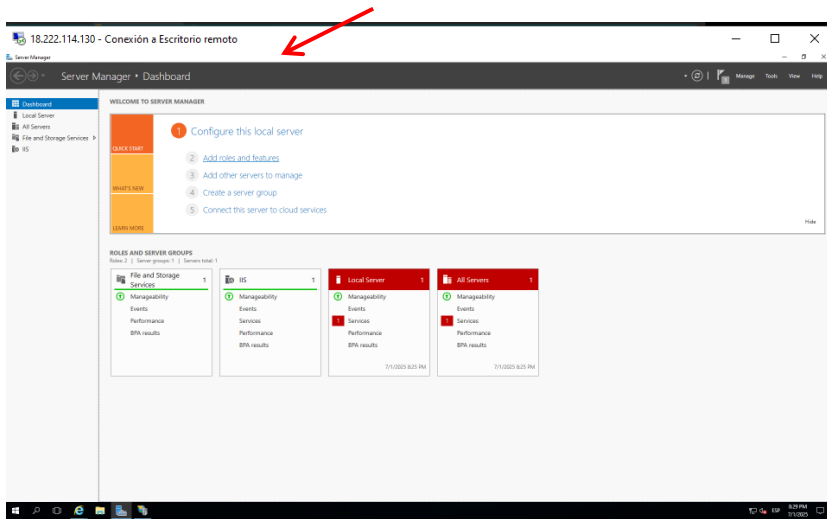 18.222.114.130 - Conexión a Escritorio remoto
Server Manager
Server Manager • Dashboard
Manage Tools View Help
Dashboard
Local Server
All Servers
File and Storage Services
IIS
WELCOME TO SERVER MANAGER
QUICK START
WHAT'S NEW
LEARN MORE
1 Configure this local server
2 Add roles and features
3 Add other servers to manage
4 Create a server group
5 Connect this server to cloud services
Hide
ROLES AND SERVER GROUPS
Roles: 2 | Server groups: 1 | Servers total: 1
File and Storage Services 1
Manageability
Events
Performance
BPA results
IIS 1
Manageability
Events
Services
Performance
BPA results
Local Server 1
Manageability
Events
1 Services
Performance
BPA results
7/1/2025 8:25 PM
All Servers 1
Manageability
Events
1 Services
Performance
BPA results
7/1/2025 8:25 PM
ESP
8:29 PM
7/1/2025